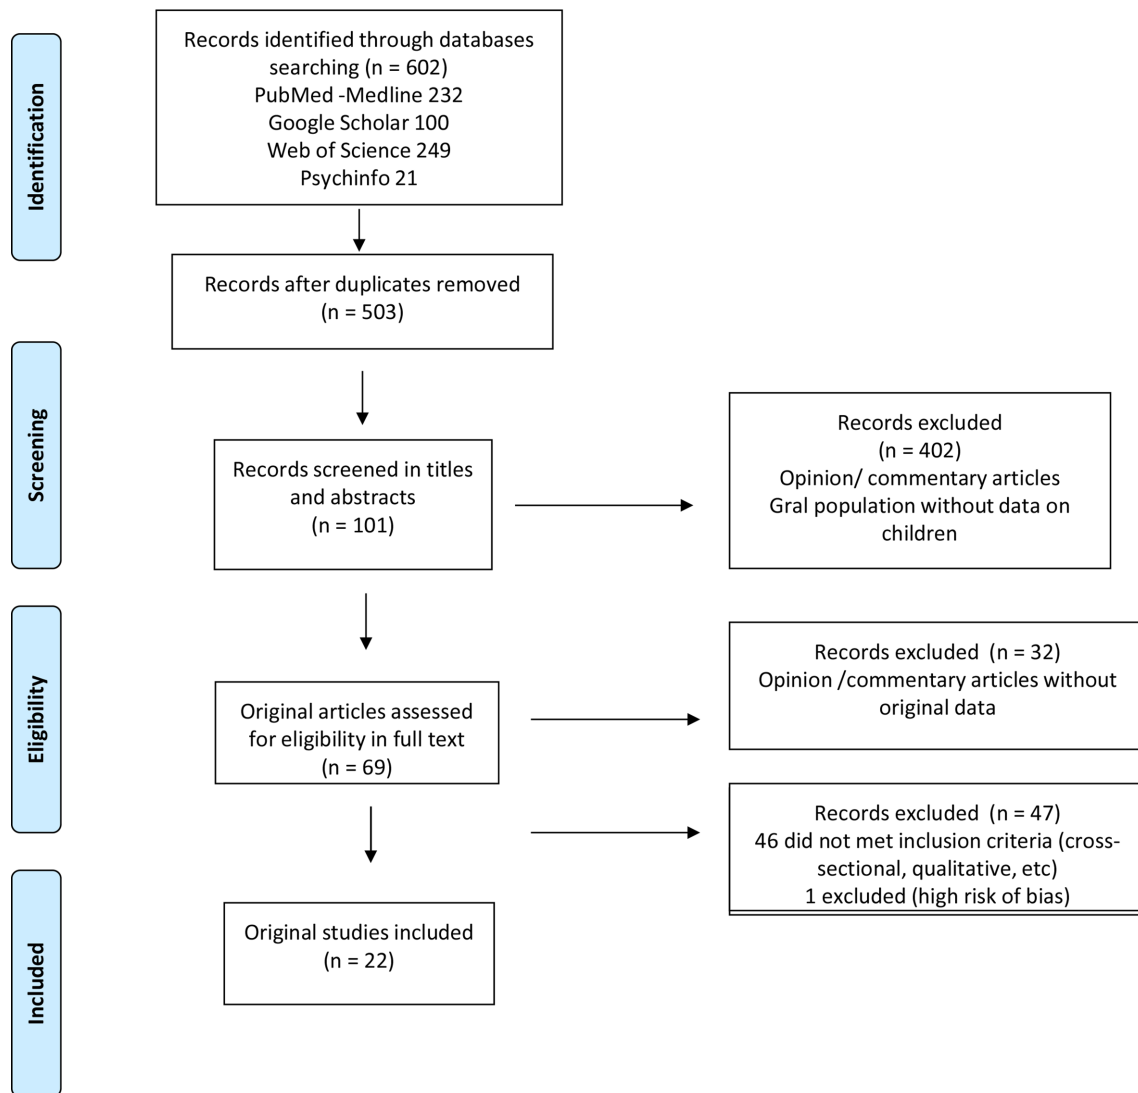 Identification
Records identified through databases
searching (n = 602)
PubMed -Medline 232
Google Scholar 100
Web of Science 249
Psychinfo 21
Records after duplicates removed
(n = 503)
Screening
Records screened in titles
and abstracts
(n = 101)
Records excluded
(n = 402)
Opinion/ commentary articles
Gral population without data on
children
Eligibility
Original articles assessed
for eligibility in full text
(n = 69)
Records excluded  (n = 32)
Opinion /commentary articles without
original data
Records excluded  (n = 47)
46 did not met inclusion criteria (cross-
sectional, qualitative, etc)
1 excluded (high risk of bias)
Included
Original studies included
(n = 22)